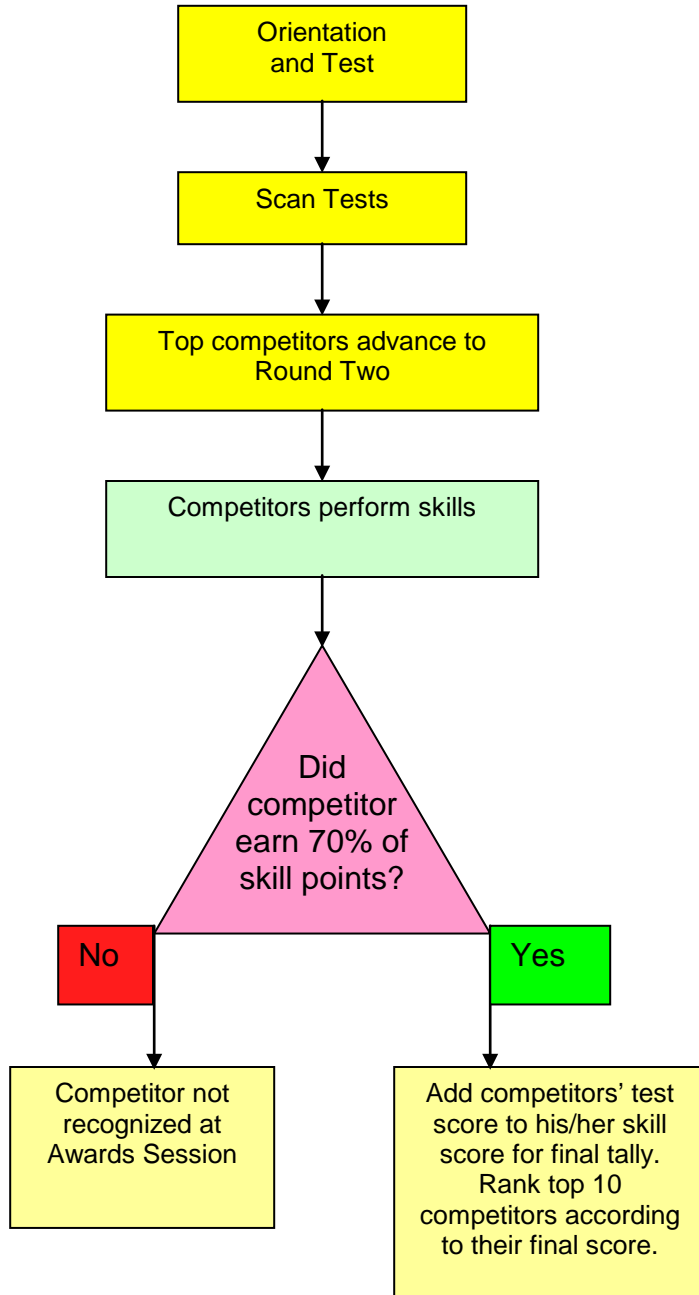 Orientation
and Test
Scan Tests
Top competitors advance to
Round Two
Competitors perform skills
Did
competitor
earn 70% of
skill points?
No
Yes
Competitor not
recognized at
Awards Session
Add competitors’ test
score to his/her skill
score for final tally.
Rank top 10
competitors according
to their final score.